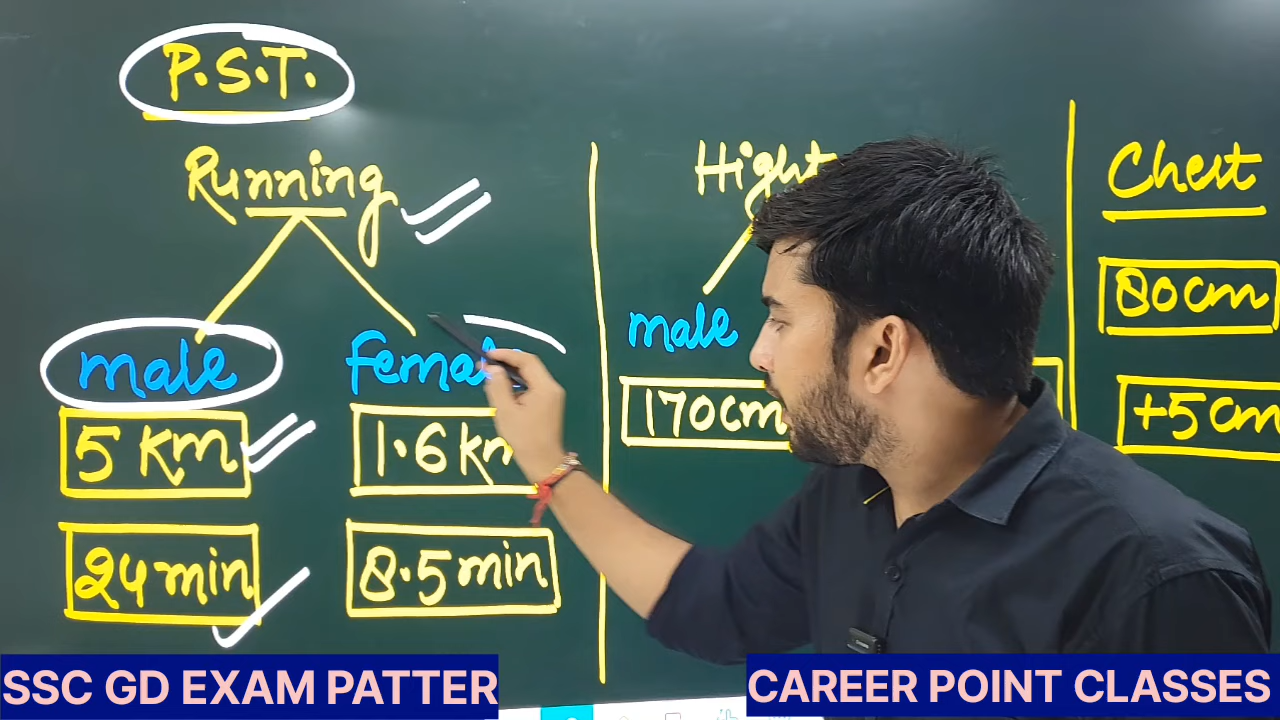 P.S.T.
Running
male
female
5 km
1.6 km
24 min
8.5 min
Hight
male
170cm
Chest
80cm
+5cm
SSC GD EXAM PATTER
CAREER POINT CLASSES